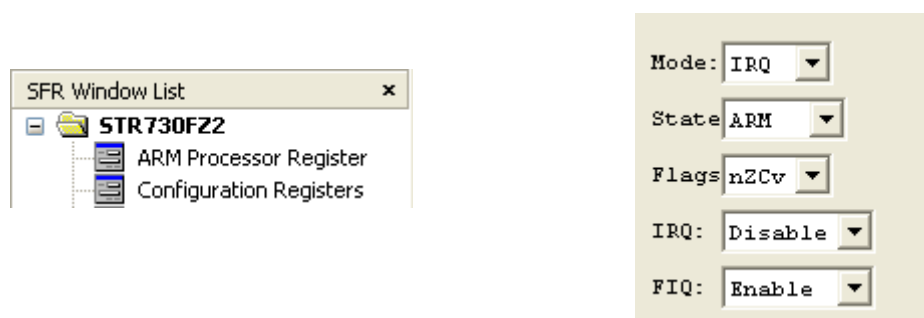 SFR Window List ×
STR730FZ2
ARM Processor Register
Configuration Registers
Mode: IRQ
State ARM
Flags nZCv
IRQ: Disable
FIQ: Enable